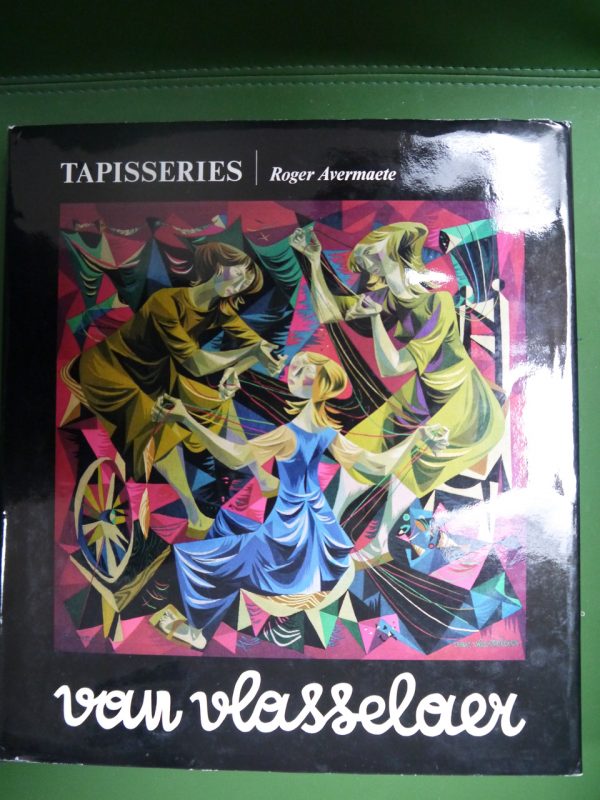 TAPISSERIES | Roger Avermaete
van vlasselaer